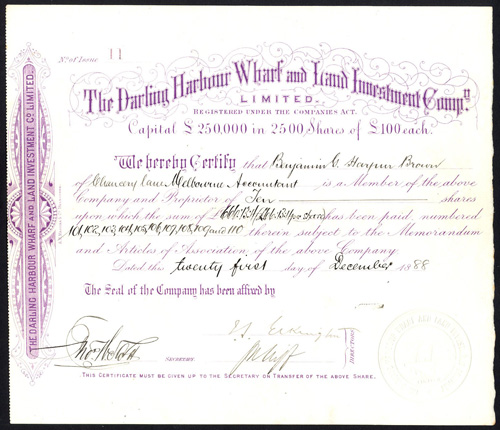 No. of Issue 11
The Darling Harbour Wharf and Land Investment Compy
LIMITED.
REGISTERED UNDER THE COMPANIES ACT.
Capital £250,000 in 2500 Shares of £100 each.
We hereby Certify that Benjamin G. Brown
of Chancery Lane Melbourne Accountant is a Member of the above
Company and Proprietor of Ten shares
upon which the sum of has been paid, numbered
101, 102, 103, 104, 105, 106, 107, 108, 109 and 110 therein subject to the Memorandum
and Articles of Association of the above Company.
Dated this twenty first day of December 1888
The Seal of the Company has been affixed by
SECRETARY
DIRECTORS
THIS CERTIFICATE MUST BE GIVEN UP TO THE SECRETARY ON TRANSFER OF THE ABOVE SHARE.
THE DARLING HARBOUR WHARF AND LAND INVESTMENT CO. LIMITED.